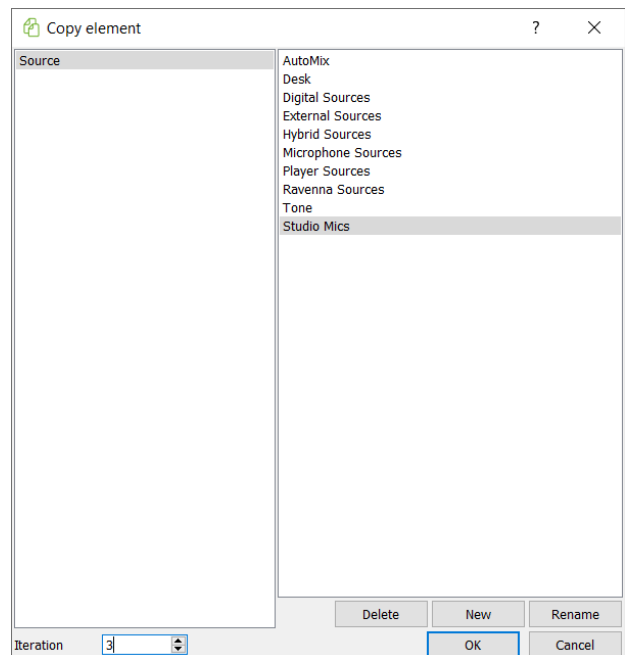 Copy element
?
Source
AutoMix
Desk
Digital Sources
External Sources
Hybrid Sources
Microphone Sources
Player Sources
Ravenna Sources
Tone
Studio Mics
Delete New Rename
Iteration 3 OK Cancel